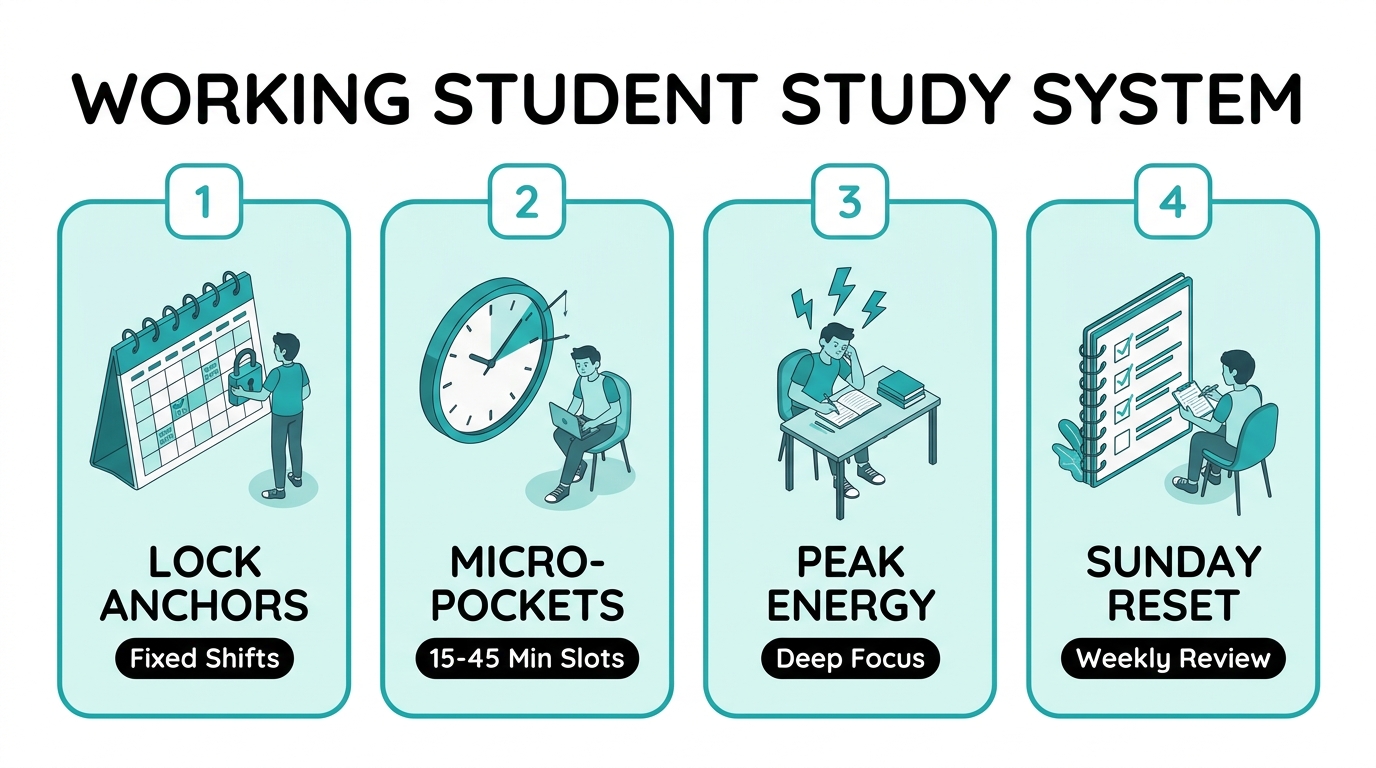 WORKING STUDENT STUDY SYSTEM
1
LOCK
ANCHORS
Fixed Shifts
2
MICRO-
POCKETS
15-45 Min Slots
3
PEAK
ENERGY
Deep Focus
4
SUNDAY
RESET
Weekly Review